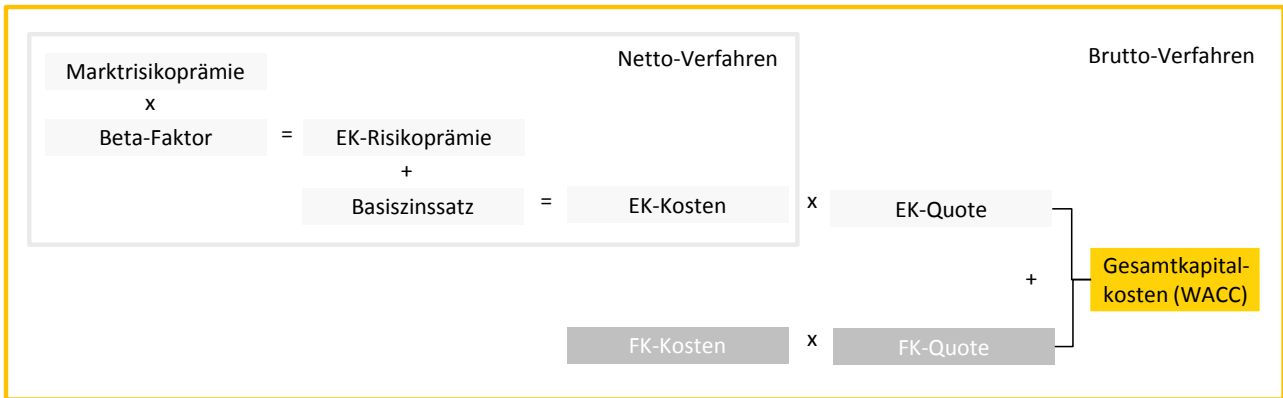 Netto-Verfahren
Brutto-Verfahren
Marktrisikoprämie
x
Beta-Faktor = EK-Risikoprämie
+
Basiszinssatz = EK-Kosten x EK-Quote
+
Gesamtkapital-
kosten (WACC)
FK-Kosten x FK-Quote